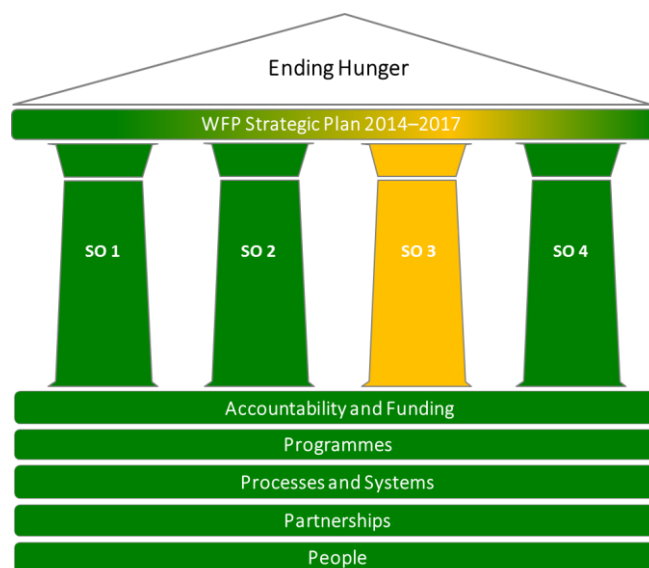 Ending Hunger
WFP Strategic Plan 2014–2017
SO 1 SO 2 SO 3 SO 4
Accountability and Funding
Programmes
Processes and Systems
Partnerships
People